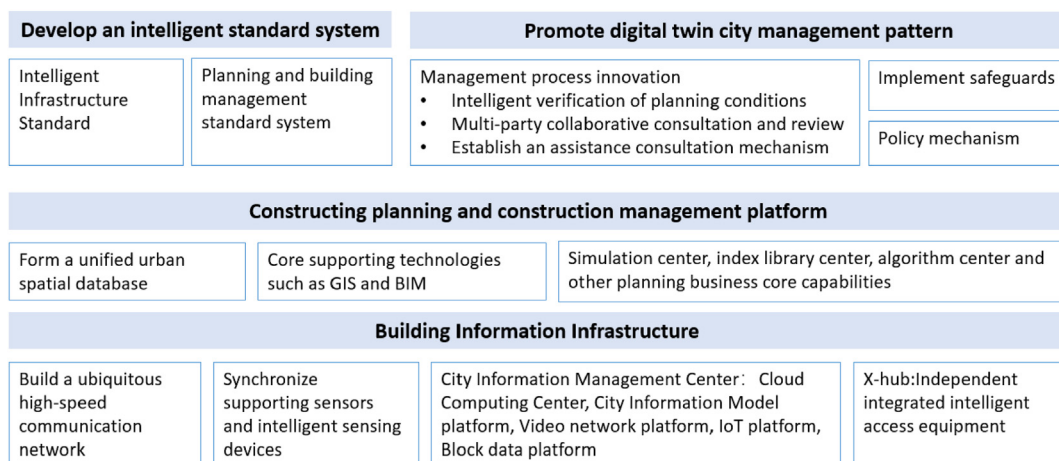 Develop an intelligent standard system
Promote digital twin city management pattern
Intelligent
Infrastructure
Standard
Planning and building
management
standard system
Management process innovation
• Intelligent verification of planning conditions
• Multi-party collaborative consultation and review
• Establish an assistance consultation mechanism
Implement safeguards
Policy mechanism
Constructing planning and construction management platform
Form a unified urban
spatial database
Core supporting technologies
such as GIS and BIM
Simulation center, index library center, algorithm center and
other planning business core capabilities
Building Information Infrastructure
Build a ubiquitous
high-speed
communication
network
Synchronize
supporting sensors
and intelligent sensing
devices
City Information Management Center：Cloud
Computing Center, City Information Model
platform, Video network platform, IoT platform,
Block data platform
X-hub:Independent
integrated intelligent
access equipment